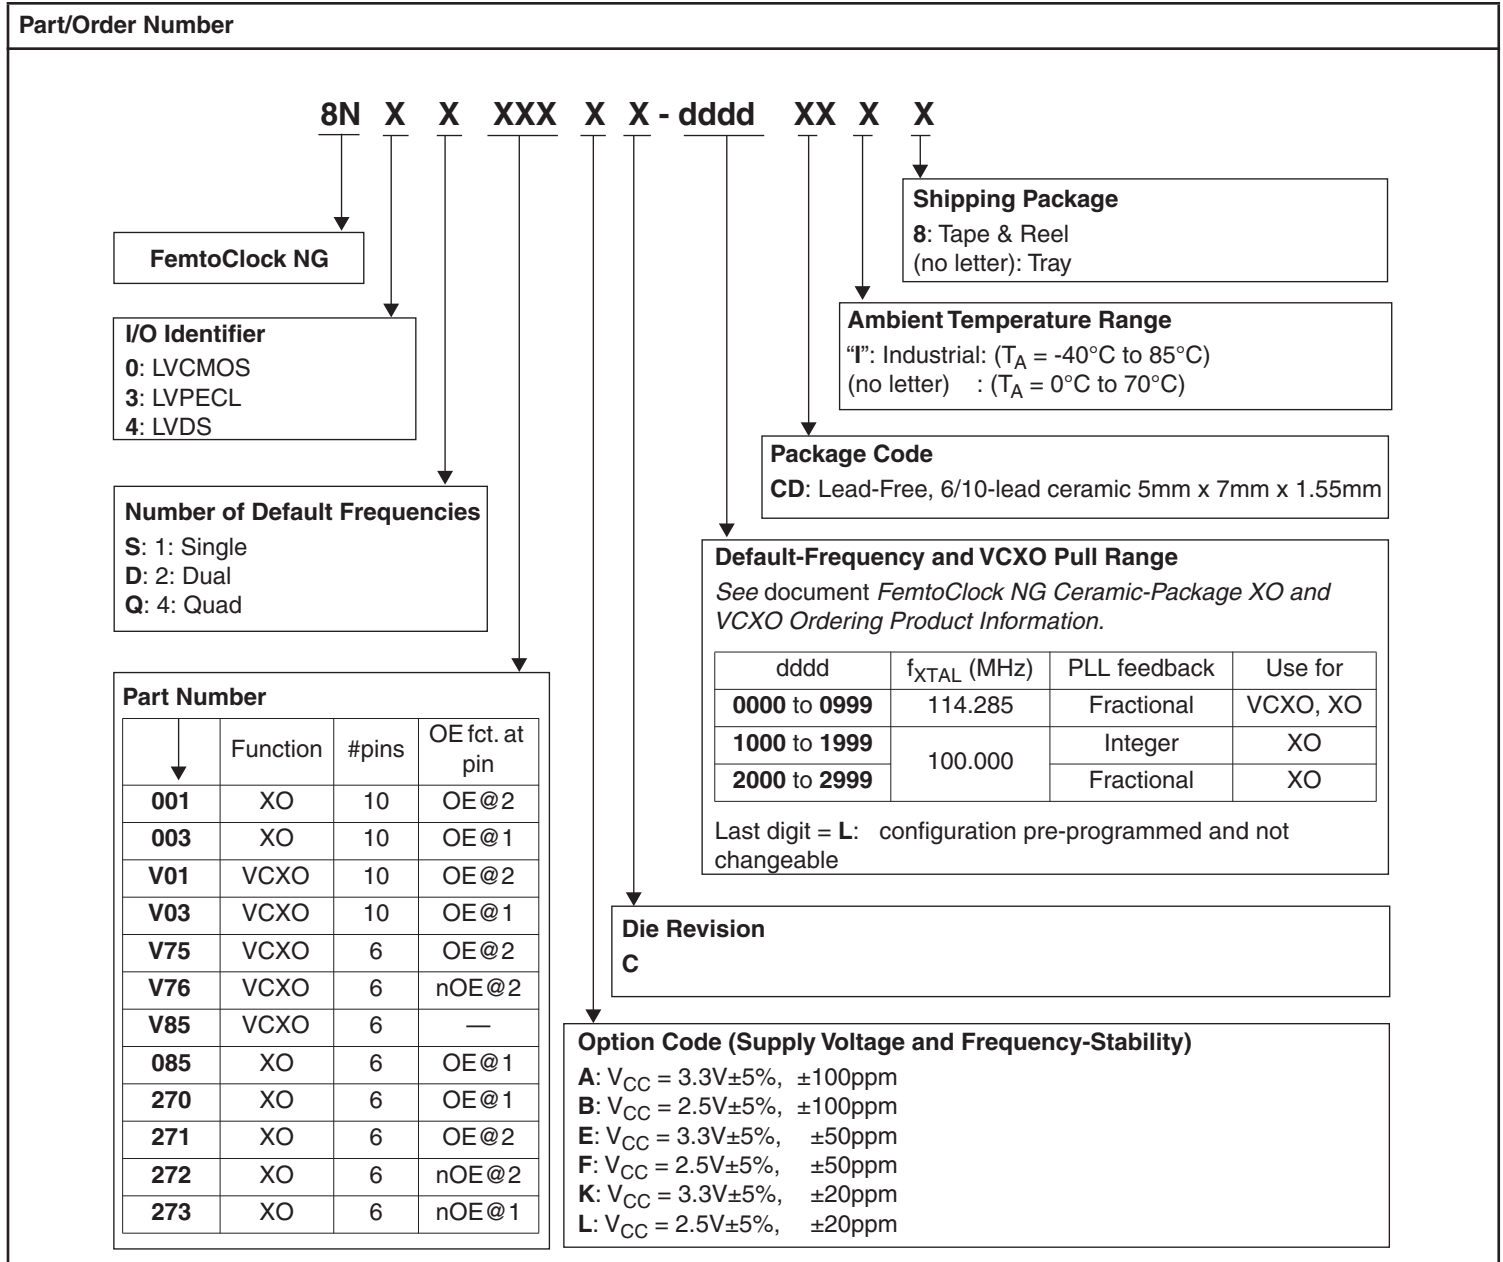 Part/Order Number
8N X X XXX X X - dddd XX X X
Shipping Package
8: Tape & Reel
(no letter): Tray
FemtoClock NG
Ambient Temperature Range
“I”: Industrial: (TA = -40°C to 85°C)
(no letter) : (TA = 0°C to 70°C)
I/O Identifier
0: LVCMOS
3: LVPECL
4: LVDS
Package Code
CD: Lead-Free, 6/10-lead ceramic 5mm x 7mm x 1.55mm
Number of Default Frequencies
S: 1: Single
D: 2: Dual
Q: 4: Quad
Default-Frequency and VCXO Pull Range
See document FemtoClock NG Ceramic-Package XO and
VCXO Ordering Product Information.
dddd fXTAL (MHz) PLL feedback Use for
0000 to 0999 114.285 Fractional VCXO, XO
1000 to 1999 100.000 Integer XO
2000 to 2999 Fractional XO
Last digit = L: configuration pre-programmed and not
changeable
Part Number
Function #pins OE fct. at
pin
001 XO 10 OE@2
003 XO 10 OE@1
V01 VCXO 10 OE@2
V03 VCXO 10 OE@1
V75 VCXO 6 OE@2
V76 VCXO 6 nOE@2
V85 VCXO 6 —
085 XO 6 OE@1
270 XO 6 OE@1
271 XO 6 OE@2
272 XO 6 nOE@2
273 XO 6 nOE@1
Die Revision
C
Option Code (Supply Voltage and Frequency-Stability)
A: VCC = 3.3V±5%, ±100ppm
B: VCC = 2.5V±5%, ±100ppm
E: VCC = 3.3V±5%, ±50ppm
F: VCC = 2.5V±5%, ±50ppm
K: VCC = 3.3V±5%, ±20ppm
L: VCC = 2.5V±5%, ±20ppm